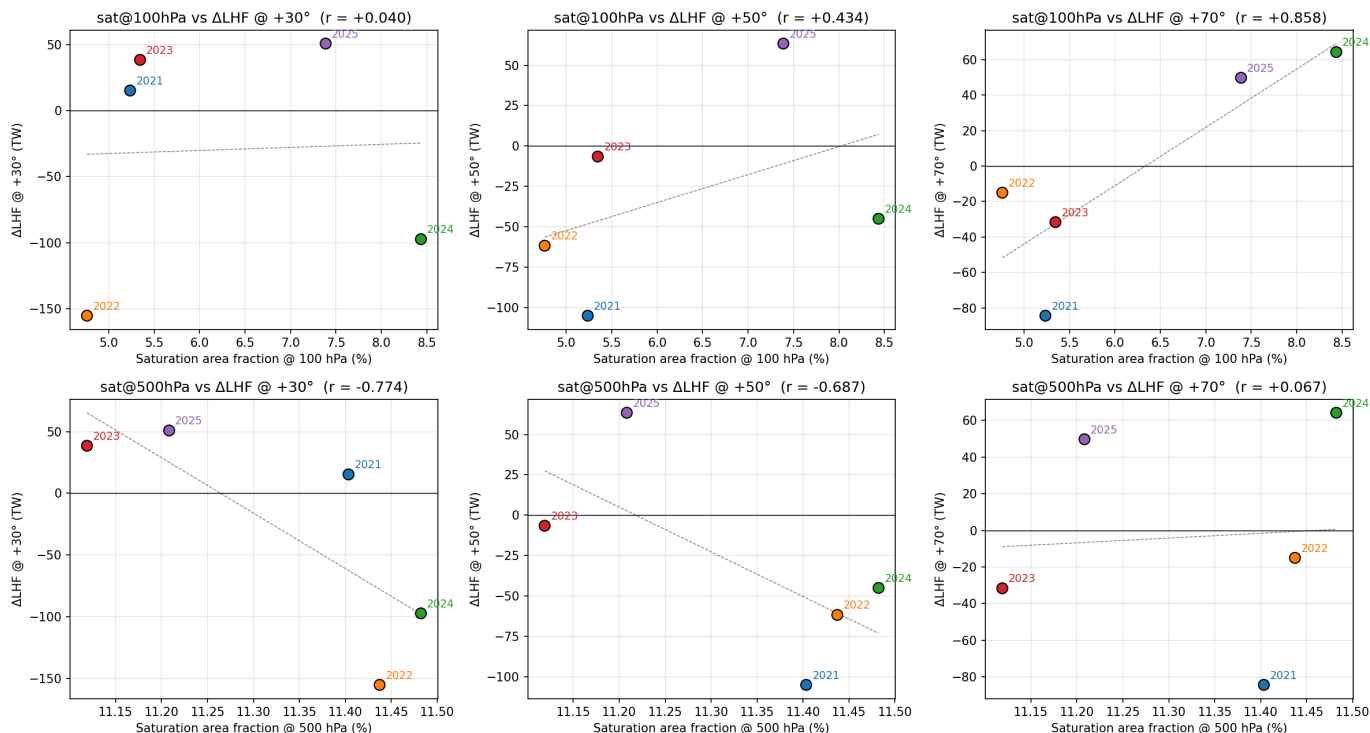 sat@100hPa vs ΔLHF @ +30° (r = +0.040)
ΔLHF @ +30° (TW)
50
0
−50
−100
−150
2023
2021
2025
2024
2022
5.0 5.5 6.0 6.5 7.0 7.5 8.0 8.5
Saturation area fraction @ 100 hPa (%)
sat@100hPa vs ΔLHF @ +50° (r = +0.434)
ΔLHF @ +50° (TW)
50
25
0
−25
−50
−75
−100
2025
2023
2024
2022
2021
5.0 5.5 6.0 6.5 7.0 7.5 8.0 8.5
Saturation area fraction @ 100 hPa (%)
sat@100hPa vs ΔLHF @ +70° (r = +0.858)
ΔLHF @ +70° (TW)
60
40
20
0
−20
−40
−60
−80
2024
2025
2022
2023
2021
5.0 5.5 6.0 6.5 7.0 7.5 8.0 8.5
Saturation area fraction @ 100 hPa (%)
sat@500hPa vs ΔLHF @ +30° (r = -0.774)
ΔLHF @ +30° (TW)
50
0
−50
−100
−150
2025
2023
2021
2024
2022
11.15 11.20 11.25 11.30 11.35 11.40 11.45 11.50
Saturation area fraction @ 500 hPa (%)
sat@500hPa vs ΔLHF @ +50° (r = -0.687)
ΔLHF @ +50° (TW)
50
25
0
−25
−50
−75
−100
2025
2023
2024
2022
2021
11.15 11.20 11.25 11.30 11.35 11.40 11.45 11.50
Saturation area fraction @ 500 hPa (%)
sat@500hPa vs ΔLHF @ +70° (r = +0.067)
ΔLHF @ +70° (TW)
60
40
20
0
−20
−40
−60
−80
2024
2025
2022
2023
2021
11.15 11.20 11.25 11.30 11.35 11.40 11.45 11.50
Saturation area fraction @ 500 hPa (%)